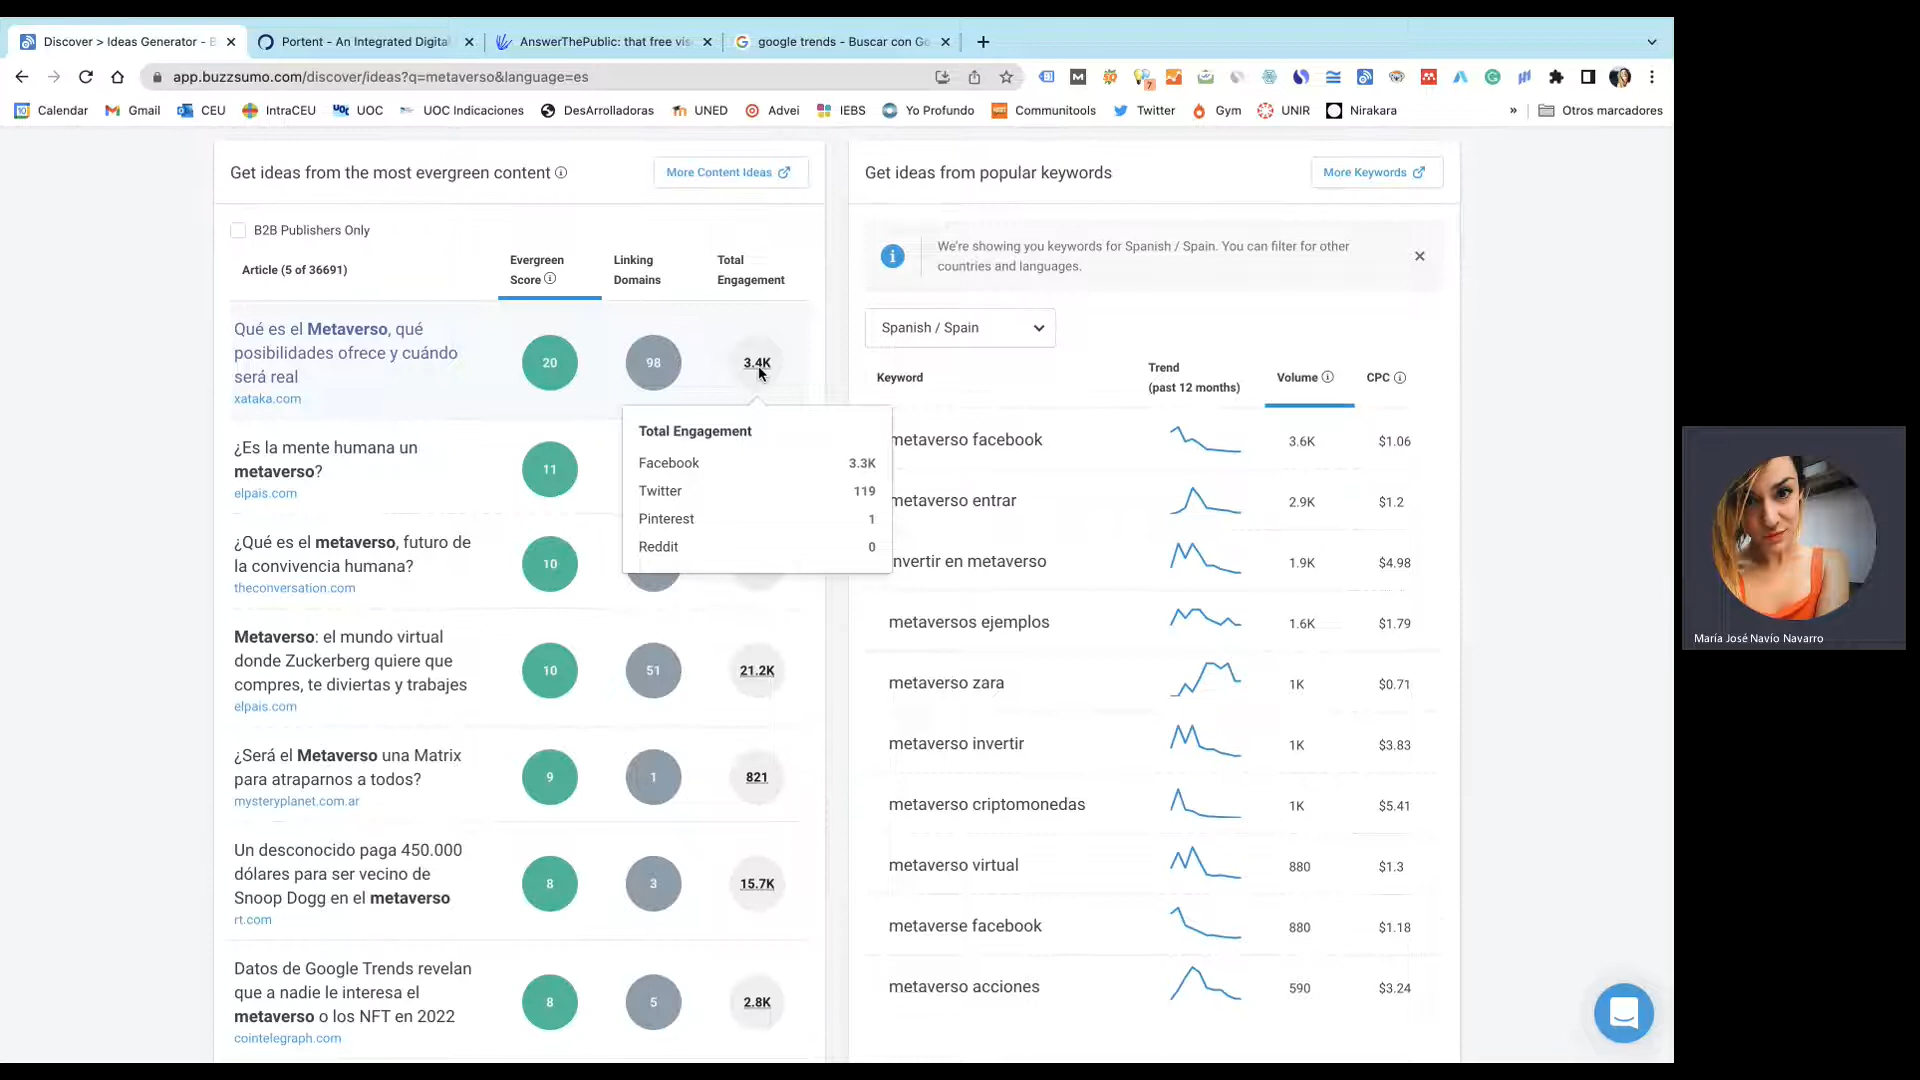 Discover > Ideas Generator - B
Portent - An Integrated Digital
AnswerThePublic: that free vis
google trends - Buscar con Go
app.buzzsumo.com/discover/ideas?q=metaverso&language=es
7
Calendar
Gmail
CEU
IntraCEU
UOC
UOC Indicaciones
DesArrolladoras
UNED
Advei
IEBS
Yo Profundo
Communitools
Twitter
Gym
UNIR
Nirakara
»
Otros marcadores
Get ideas from the most evergreen content
More Content Ideas
B2B Publishers Only
Article (5 of 36691)
Evergreen
Score
Linking
Domains
Total
Engagement
Qué es el Metaverso, qué
posibilidades ofrece y cuándo
será real
xataka.com
20
98
3.4K
Total Engagement
Facebook 3.3K
Twitter 119
Pinterest 1
Reddit 0
¿Es la mente humana un
metaverso?
elpais.com
11
¿Qué es el metaverso, futuro de
la convivencia humana?
theconversation.com
10
Metaverso: el mundo virtual
donde Zuckerberg quiere que
compres, te diviertas y trabajes
elpais.com
10
51
21.2K
¿Será el Metaverso una Matrix
para atraparnos a todos?
mysteryplanet.com.ar
9
1
821
Un desconocido paga 450.000
dólares para ser vecino de
Snoop Dogg en el metaverso
rt.com
8
3
15.7K
Datos de Google Trends revelan
que a nadie le interesa el
metaverso o los NFT en 2022
cointelegraph.com
8
5
2.8K
Get ideas from popular keywords
More Keywords
We're showing you keywords for Spanish / Spain. You can filter for other
countries and languages.
Spanish / Spain
Keyword
Trend
(past 12 months)
Volume
CPC
metaverso facebook 3.6K $1.06
metaverso entrar 2.9K $1.2
nvertir en metaverso 1.9K $4.98
metaversos ejemplos 1.6K $1.79
metaverso zara 1K $0.71
metaverso invertir 1K $3.83
metaverso criptomonedas 1K $5.41
metaverso virtual 880 $1.3
metaverse facebook 880 $1.18
metaverso acciones 590 $3.24
María José Navío Navarro